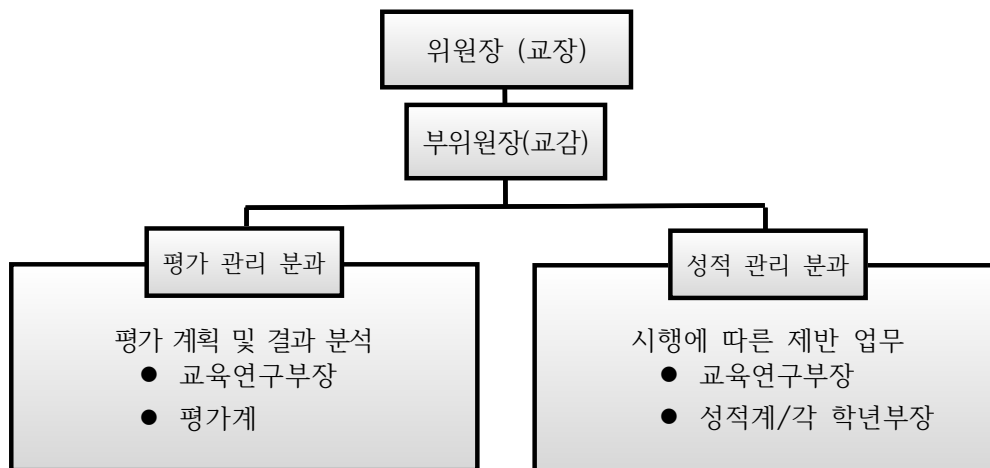 위원장 (교장)
부위원장(교감)
평가 관리 분과
평가 계획 및 결과 분석
● 교육연구부장
● 평가계
성적 관리 분과
시행에 따른 제반 업무
● 교육연구부장
● 성적계/각 학년부장